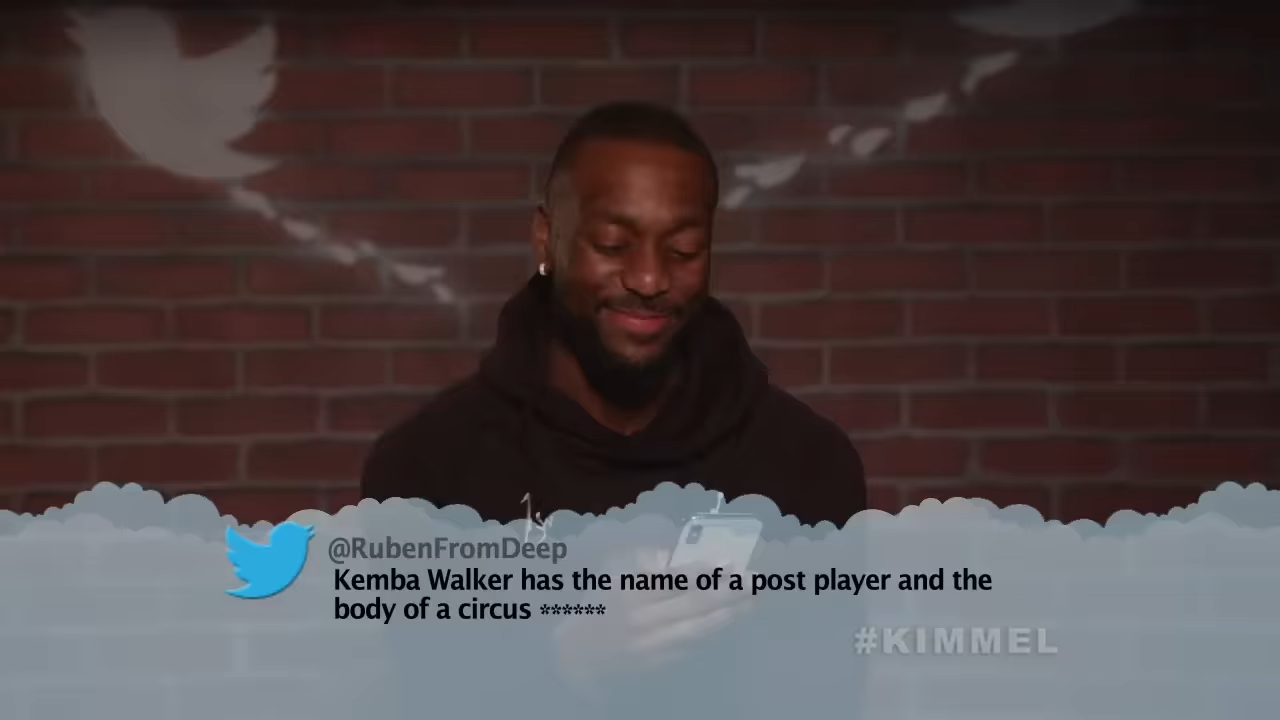 @RubenFromDeep
Kemba Walker has the name of a post player and the
body of a circus ******
#KIMMEL